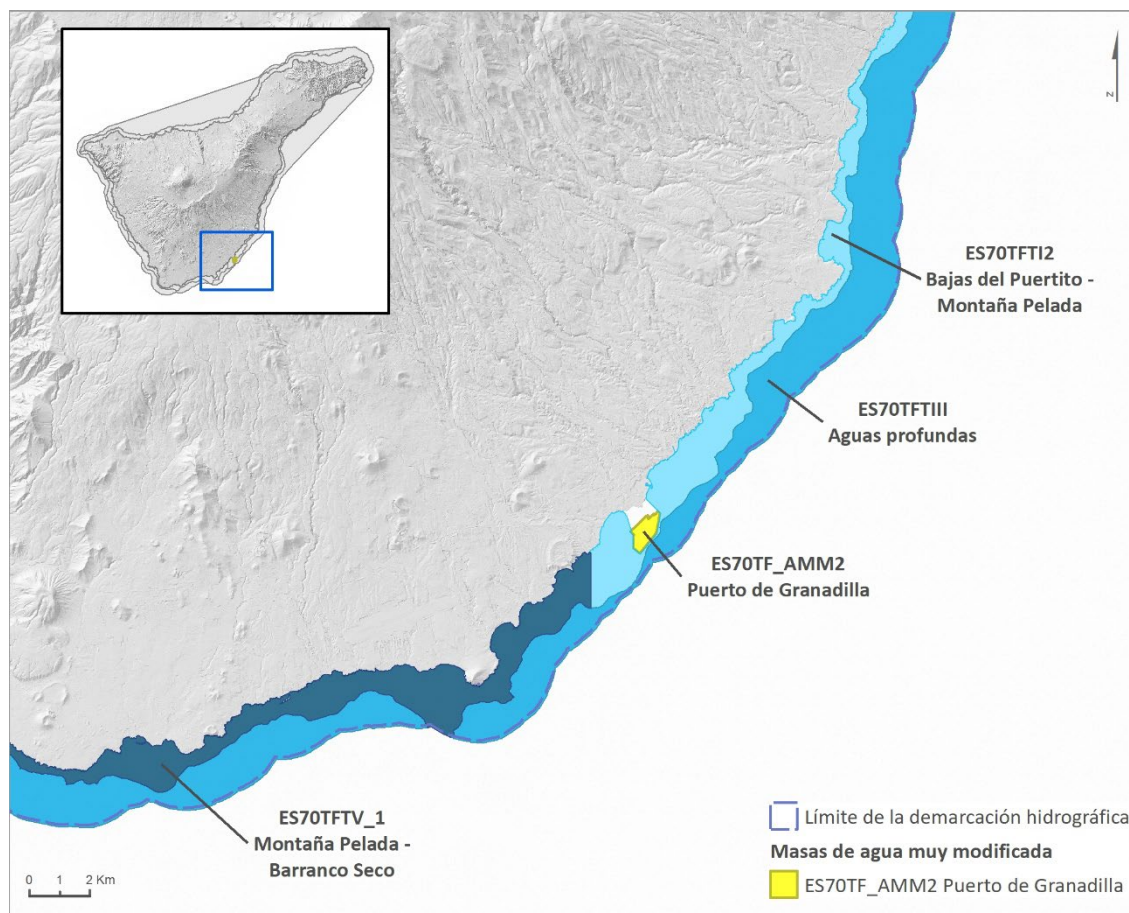 N
ES70TFTI2
Bajas del Puertito -
Montaña Pelada
ES70TFTIII
Aguas profundas
ES70TF_AMM2
Puerto de Granadilla
ES70TFTV_1
Montaña Pelada -
Barranco Seco
0 1 2 Km
Límite de la demarcación hidrográfica
Masas de agua muy modificada
ES70TF_AMM2 Puerto de Granadilla